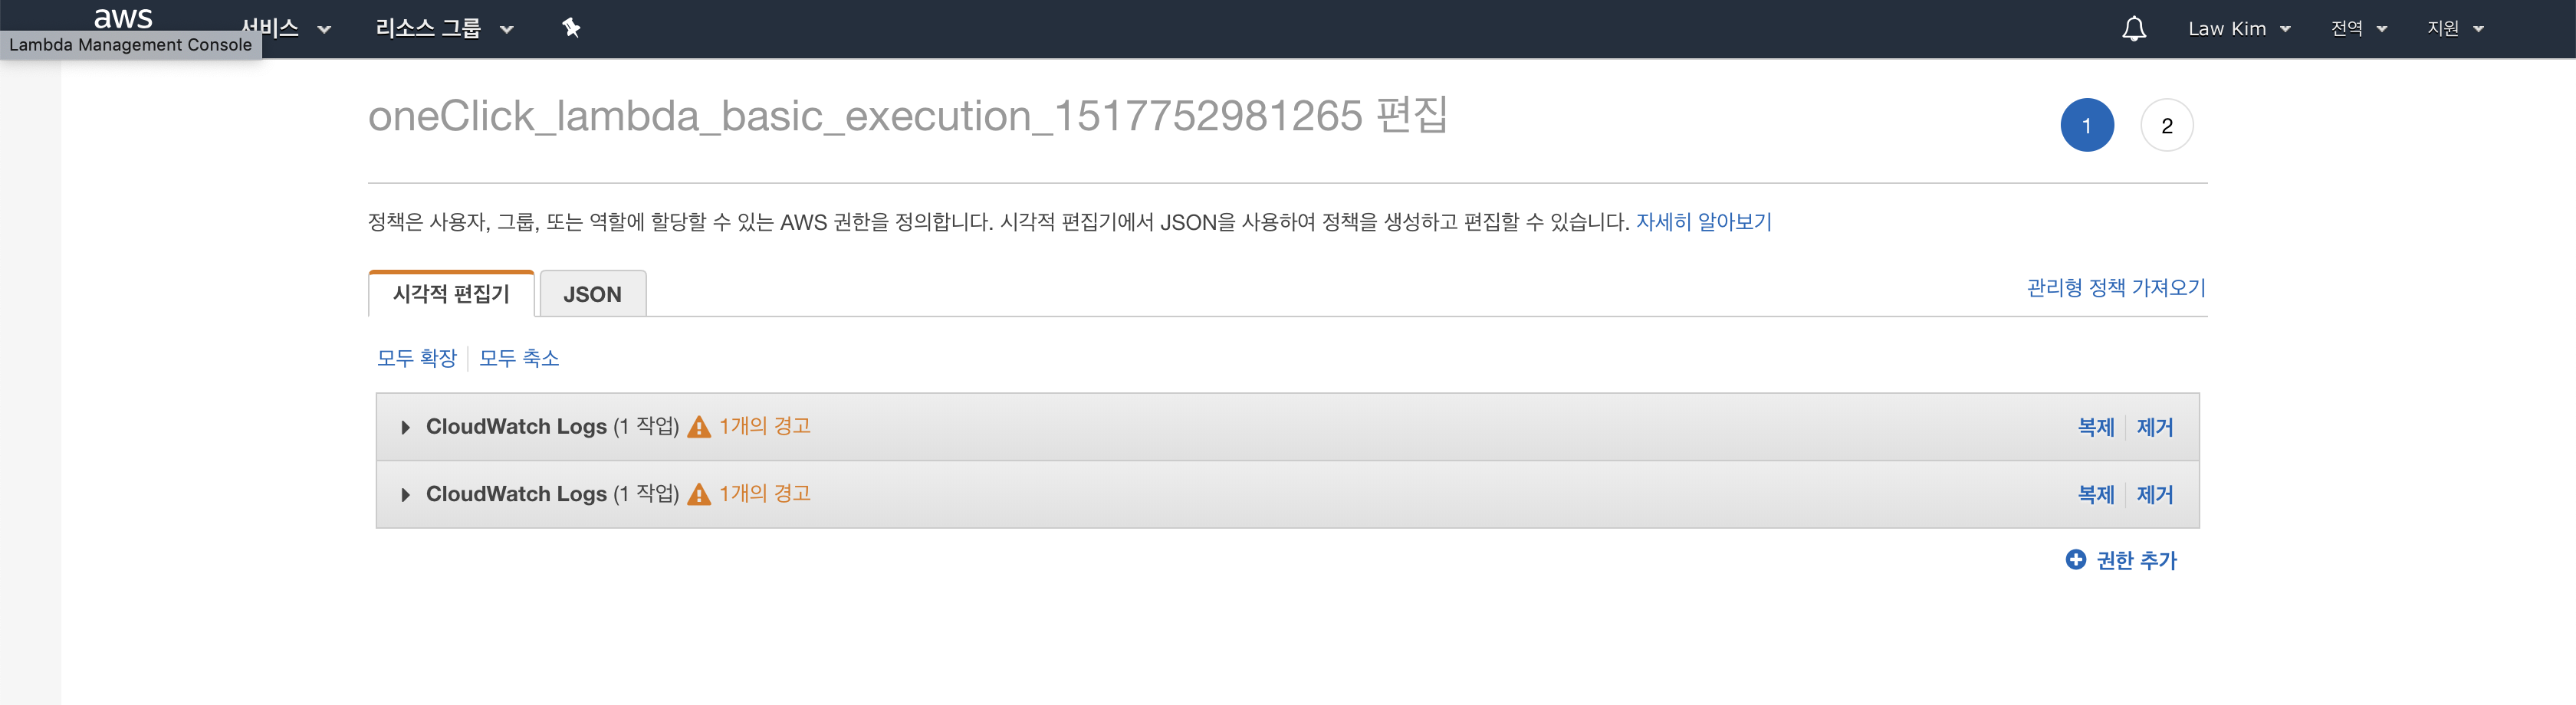 aws
서비스 리소스 그룹 Law Kim 전역 지원
Lambda Management Console
oneClick_lambda_basic_execution_1517752981265 편집 1 2
정책은 사용자, 그룹, 또는 역할에 할당할 수 있는 AWS 권한을 정의합니다. 시각적 편집기에서 JSON을 사용하여 정책을 생성하고 편집할 수 있습니다. 자세히 알아보기
시각적 편집기 JSON 관리형 정책 가져오기
모두 확장 모두 축소
CloudWatch Logs (1 작업) 1개의 경고 복제 제거
CloudWatch Logs (1 작업) 1개의 경고 복제 제거
권한 추가